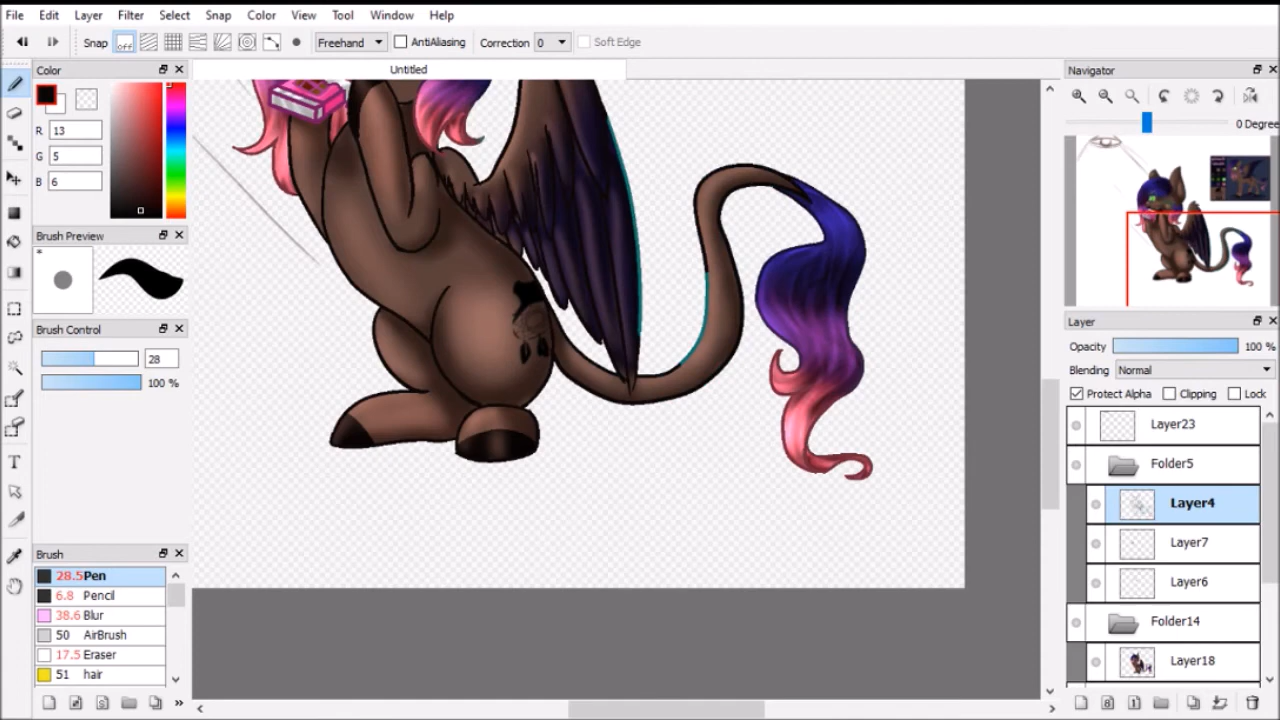 File Edit Layer Filter Select Snap Color View Tool Window Help
Snap off Freehand AntiAliasing Correction 0 Soft Edge
Color
Untitled
Navigator
R 13
G 5
B 6
0 Degree
Brush Preview
*
Layer
Brush Control
Opacity 100 %
28
Blending Normal
100 %
Protect Alpha Clipping Lock
Layer23
Folder5
Layer4
Layer7
Layer6
Folder14
Layer18
Brush
28.5 Pen
6.8 Pencil
38.6 Blur
50 AirBrush
17.5 Eraser
51 hair
T